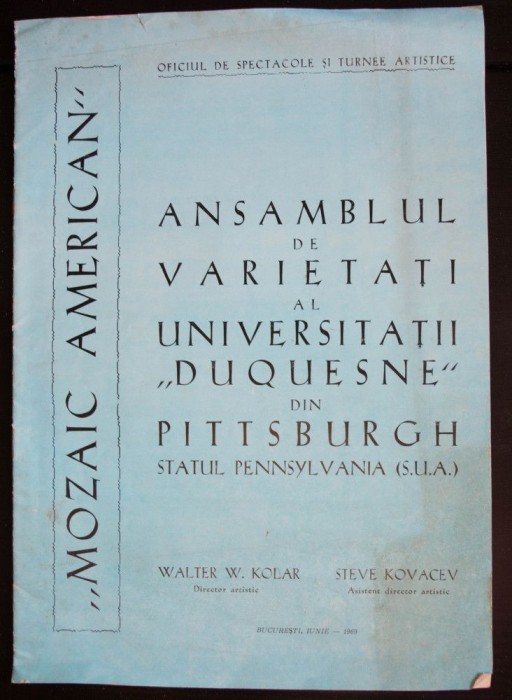 „MOZAIC AMERICAN“
OFICIUL DE SPECTACOLE ȘI TURNEE ARTISTICE
ANSAMBLUL
DE
VARIETAȚI
AL
UNIVERSITAȚII
„DUQUESNE“
DIN
PITTSBURGH
STATUL PENNSYLVANIA (S.U.A.)
WALTER W. KOLAR
Director artistic
STEVE KOVACEV
Asistent director artistic
BUCUREȘTI, IUNIE — 1969